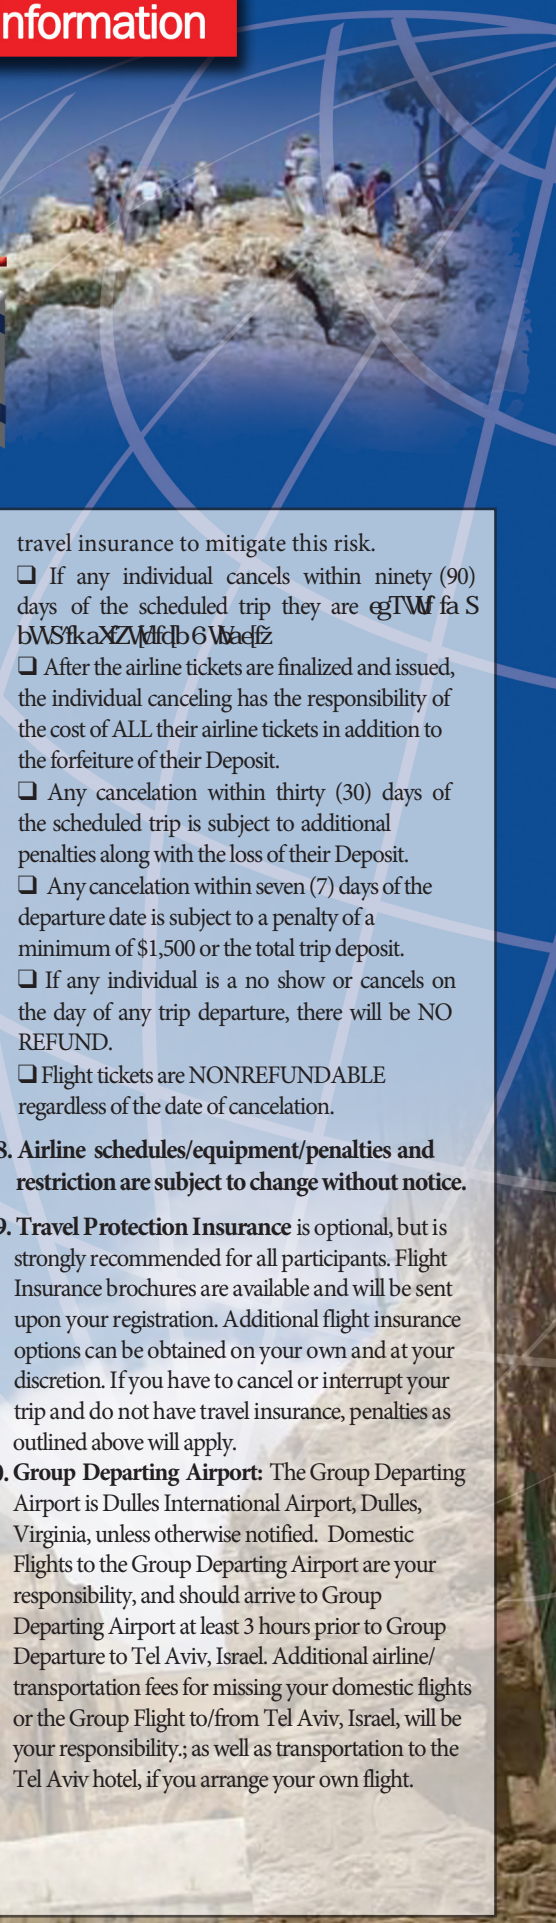 nformation
travel insurance to mitigate this risk.
❑ If any individual cancels within ninety (90)
days of the scheduled trip they are
❑ After the airline tickets are finalized and issued,
the individual canceling has the responsibility of
the cost of ALL their airline tickets in addition to
the forfeiture of their Deposit.
❑ Any cancelation within thirty (30) days of
the scheduled trip is subject to additional
penalties along with the loss of their Deposit.
❑ Any cancelation within seven (7) days of the
departure date is subject to a penalty of a
minimum of $1,500 or the total trip deposit.
❑ If any individual is a no show or cancels on
the day of any trip departure, there will be NO
REFUND.
❑ Flight tickets are NONREFUNDABLE
regardless of the date of cancelation.
8. Airline schedules/equipment/penalties and
restriction are subject to change without notice.
9. Travel Protection Insurance is optional, but is
strongly recommended for all participants. Flight
Insurance brochures are available and will be sent
upon your registration. Additional flight insurance
options can be obtained on your own and at your
discretion. If you have to cancel or interrupt your
trip and do not have travel insurance, penalties as
outlined above will apply.
0. Group Departing Airport: The Group Departing
Airport is Dulles International Airport, Dulles,
Virginia, unless otherwise notified. Domestic
Flights to the Group Departing Airport are your
responsibility, and should arrive to Group
Departing Airport at least 3 hours prior to Group
Departure to Tel Aviv, Israel. Additional airline/
transportation fees for missing your domestic flights
or the Group Flight to/from Tel Aviv, Israel, will be
your responsibility.; as well as transportation to the
Tel Aviv hotel, if you arrange your own flight.